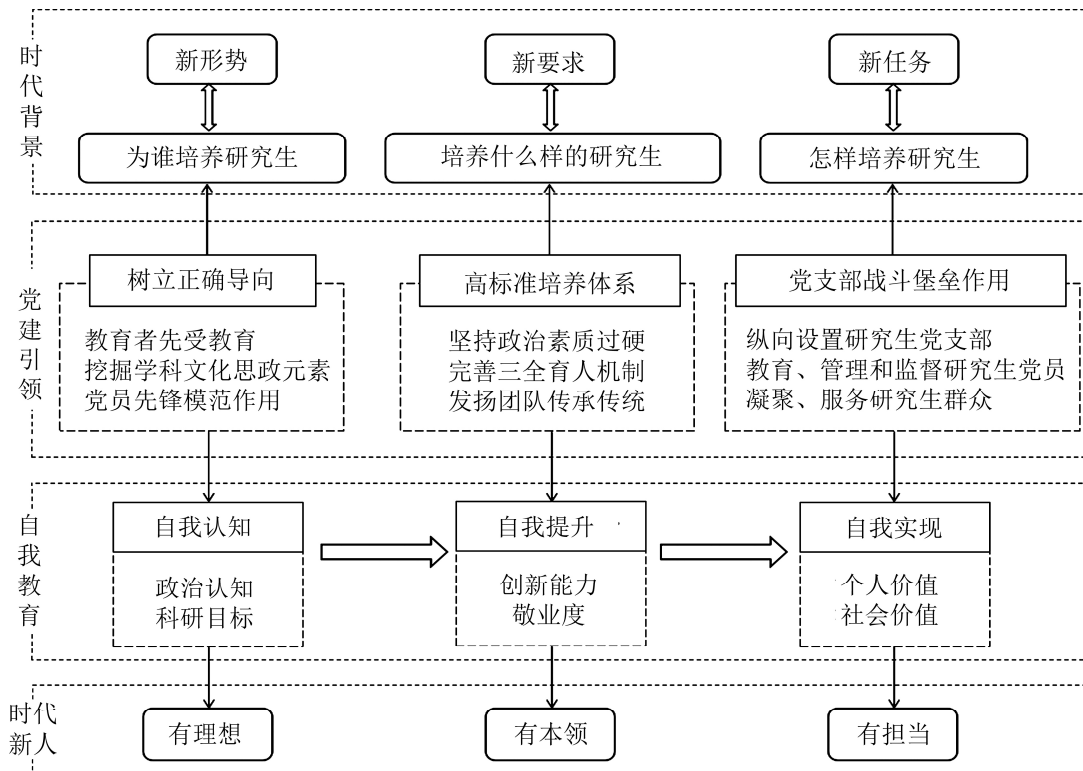 时代背景
新形势
新要求
新任务
为谁培养研究生
培养什么样的研究生
怎样培养研究生
党建引领
树立正确导向
高标准培养体系
党支部战斗堡垒作用
教育者先受教育
挖掘学科文化思政元素
党员先锋模范作用
坚持政治素质过硬
完善三全育人机制
发扬团队传承传统
纵向设置研究生党支部
教育、管理和监督研究生党员
凝聚、服务研究生群众
自我教育
自我认知
自我提升
自我实现
政治认知
科研目标
创新能力
敬业度
个人价值
社会价值
时代
新人
有理想
有本领
有担当